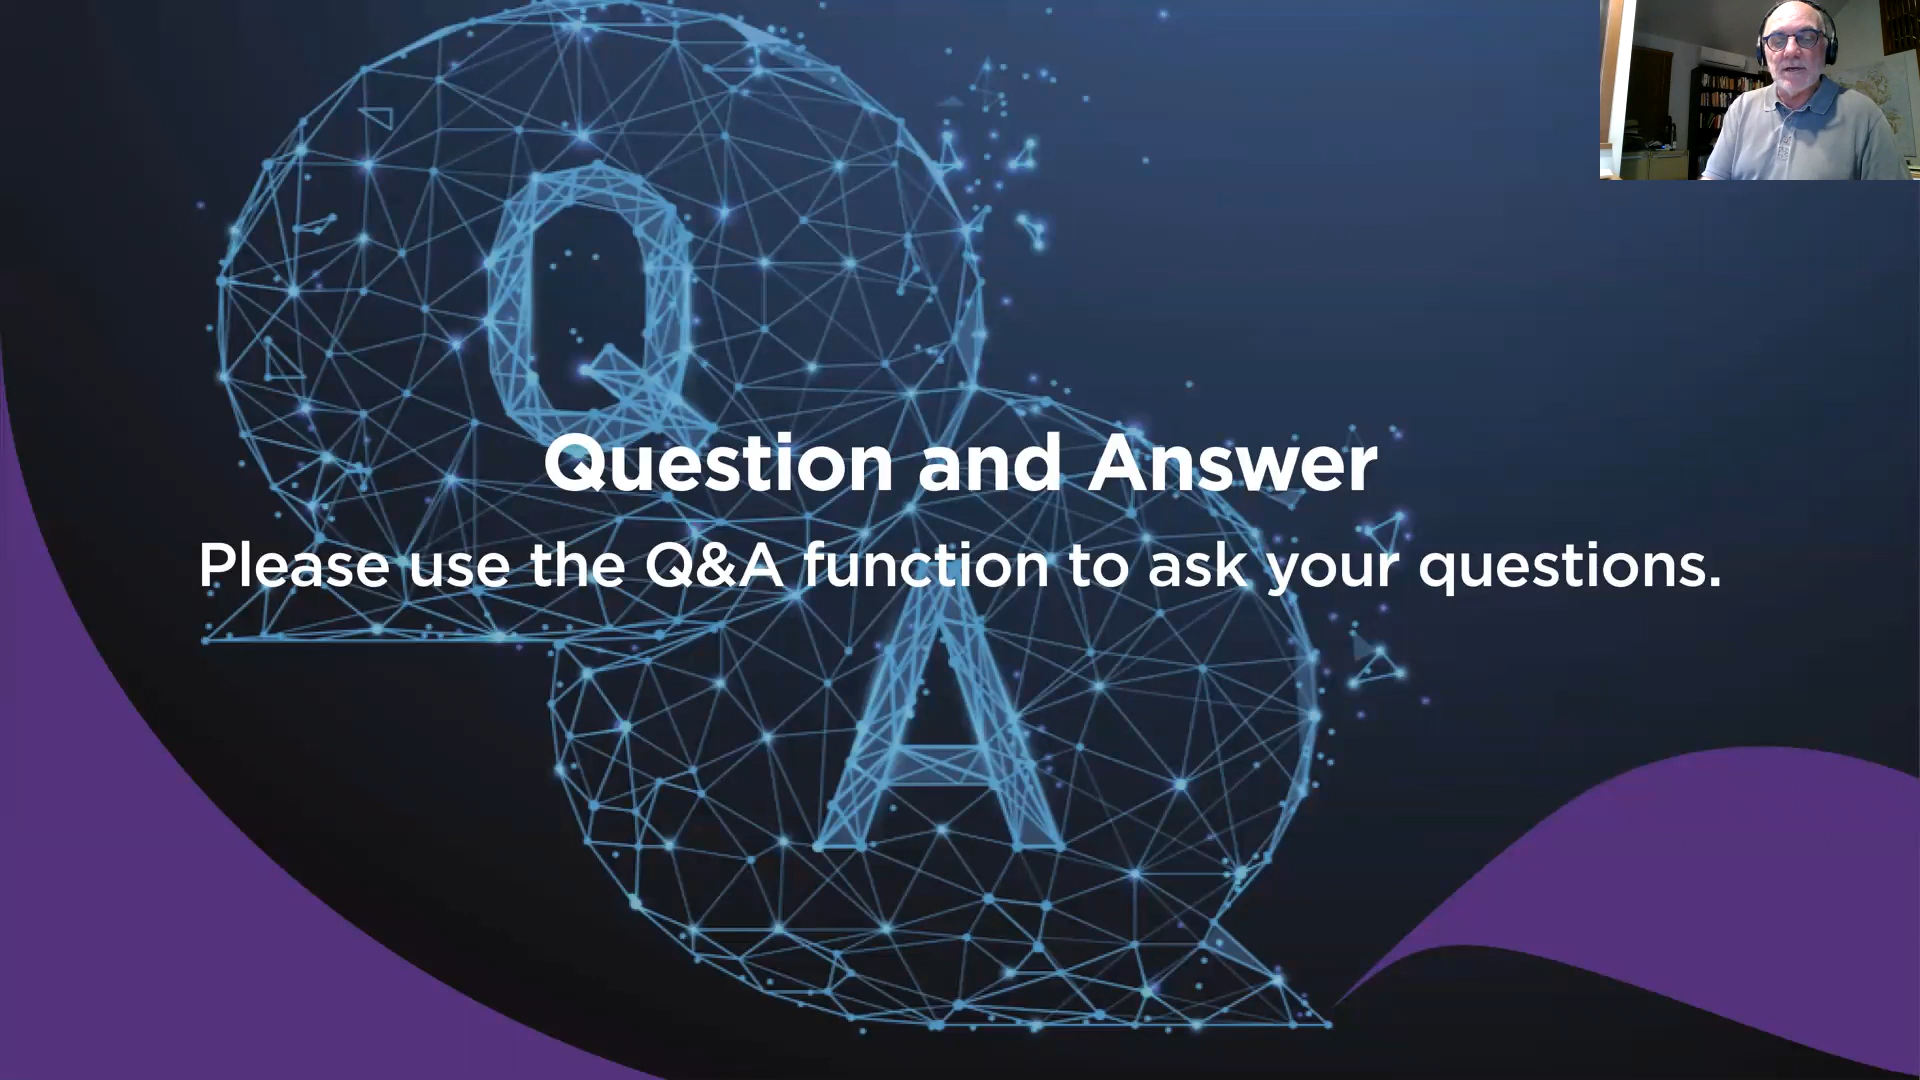 Q
Question and Answer
Please use the Q&A function to ask your questions.
A